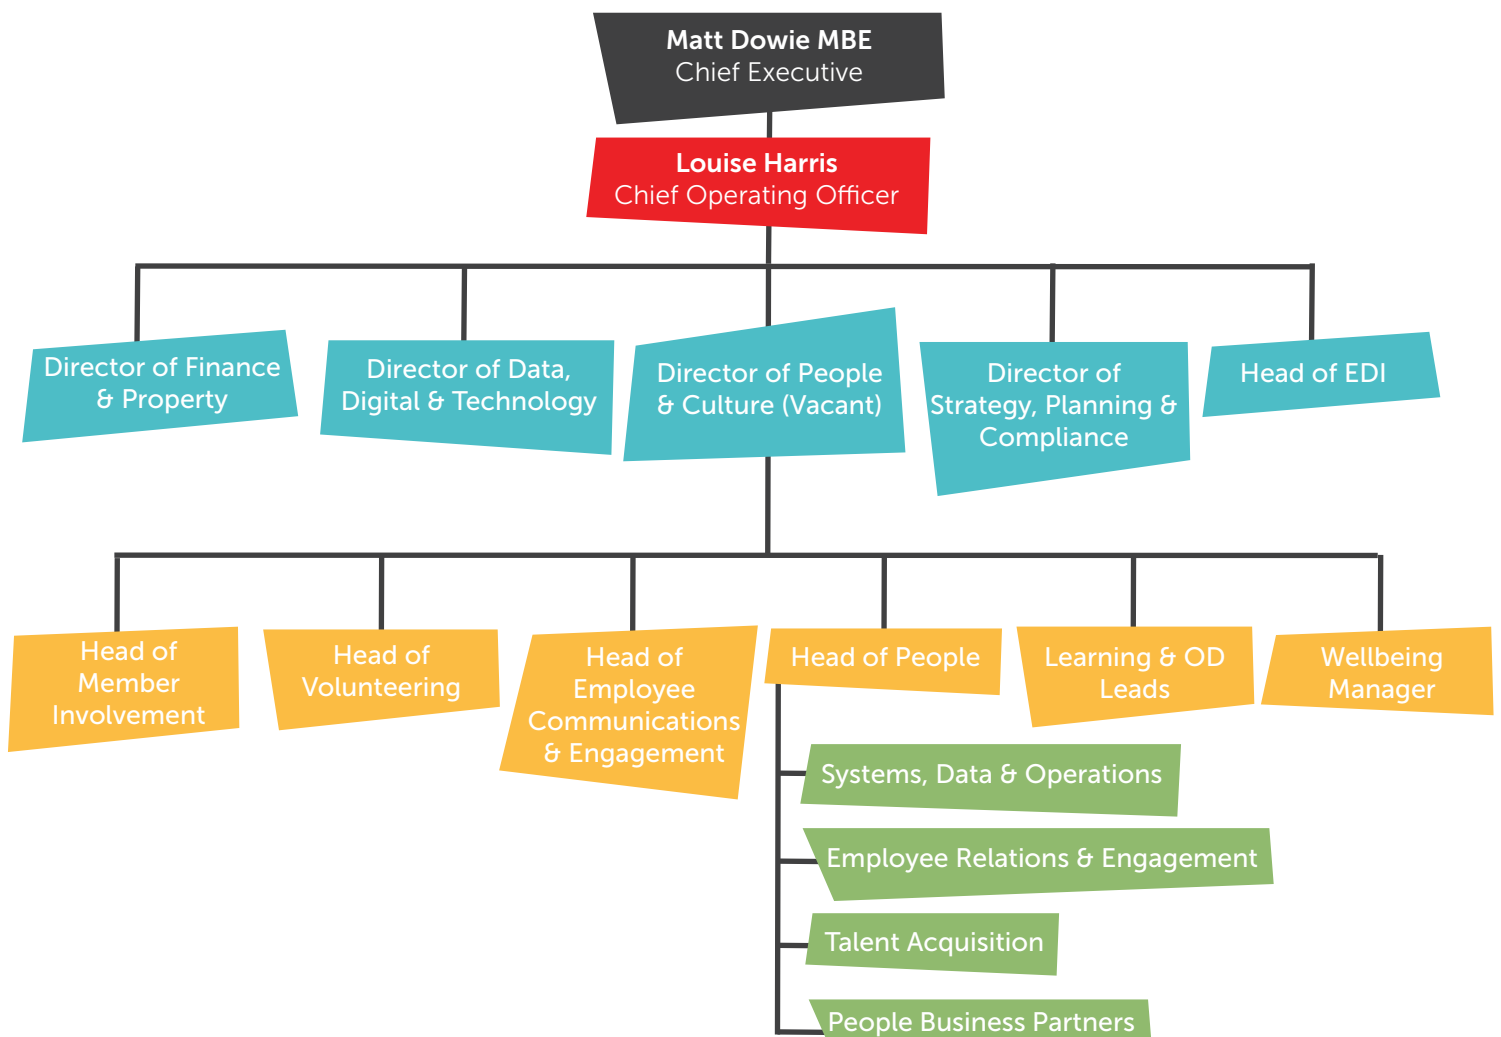 Matt Dowie MBE
Chief Executive
Louise Harris
Chief Operating Officer
Director of Finance
& Property
Director of Data,
Digital & Technology
Director of People
& Culture (Vacant)
Director of
Strategy, Planning &
Compliance
Head of EDI
Head of
Member
Involvement
Head of
Volunteering
Head of
Employee
Communications
& Engagement
Head of People
Learning & OD
Leads
Wellbeing
Manager
Systems, Data & Operations
Employee Relations & Engagement
Talent Acquisition
People Business Partners